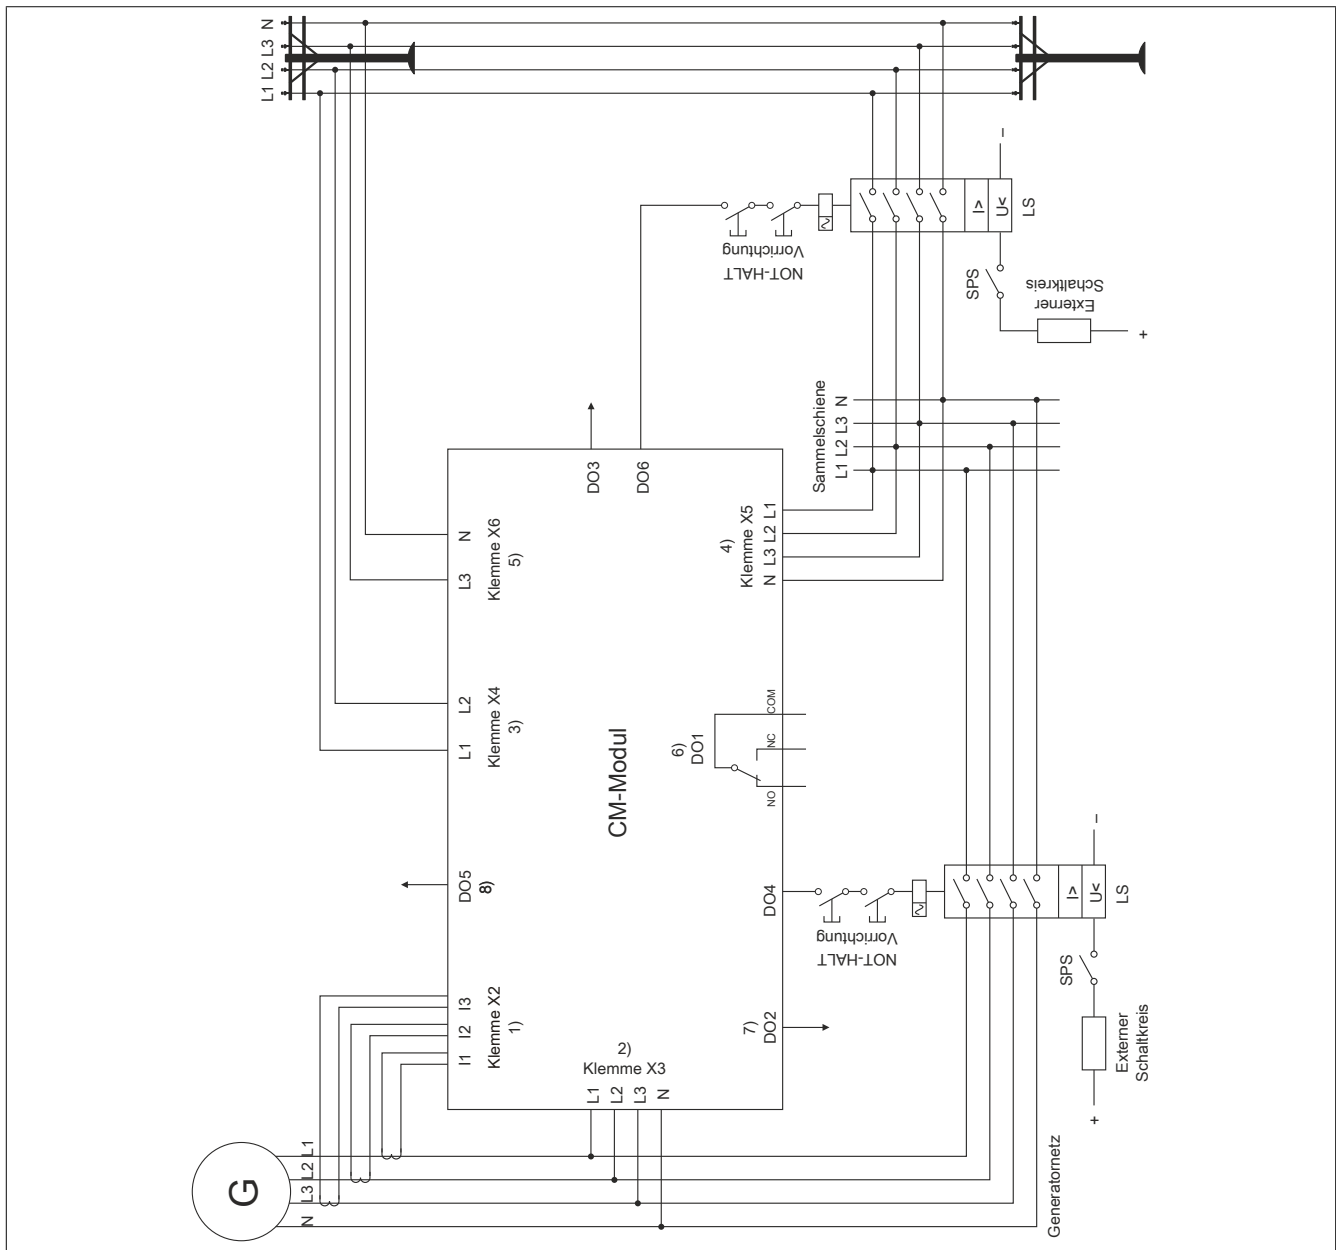 N
L3
L2
L1
LS
U<
I>
–
NOT-HALT
Vorrichtung
SPS
Externer
Schaltkreis
+
Sammelschiene
N
L3
L2
L1
DO3
DO6
N
L3
Klemme X6
5)
4)
Klemme X5
L1
L2
L3
N
L2
L1
Klemme X4
3)
6)
DO1
COM
NC
NO
CM-Modul
DO5
8)
DO4
NOT-HALT
Vorrichtung
I>
U<
LS
–
SPS
Externer
Schaltkreis
+
I3
I2
I1
Klemme X2
1)
7)
DO2
2)
Klemme X3
L1
L2
L3
N
G
L1
L2
L3
N
Generatornetz